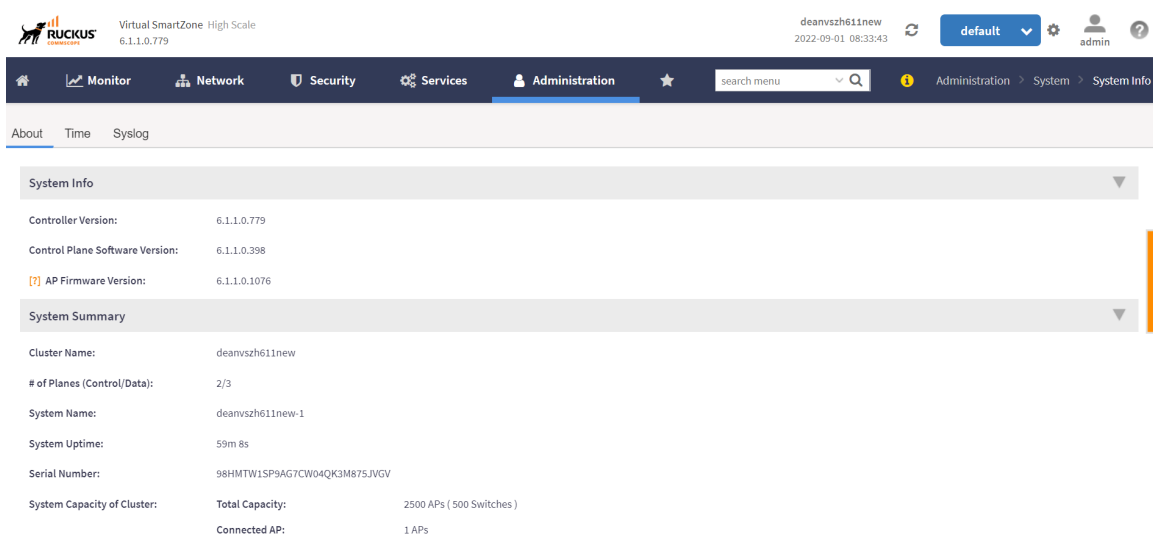 RUCKUS
COMMSCOPE
Virtual SmartZone High Scale
6.1.1.0.779
deanvszh611new
2022-09-01 08:33:43
default
admin
?
Monitor
Network
Security
Services
Administration
search menu
Administration > System > System Info
About
Time
Syslog
System Info
Controller Version: 6.1.1.0.779
Control Plane Software Version: 6.1.1.0.398
[?] AP Firmware Version: 6.1.1.0.1076
System Summary
Cluster Name: deanvszh611new
# of Planes (Control/Data): 2/3
System Name: deanvszh611new-1
System Uptime: 59m 8s
Serial Number: 98HMTW1SP9AG7CW04QK3M875JVGV
System Capacity of Cluster: Total Capacity: 2500 APs ( 500 Switches )
Connected AP: 1 APs